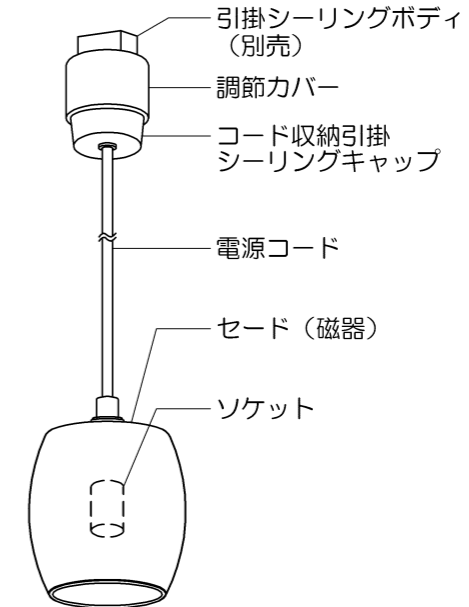 引掛シーリングボディ
（別売）
調節カバー
コード収納引掛
シーリングキャップ
電源コード
セード（磁器）
ソケット